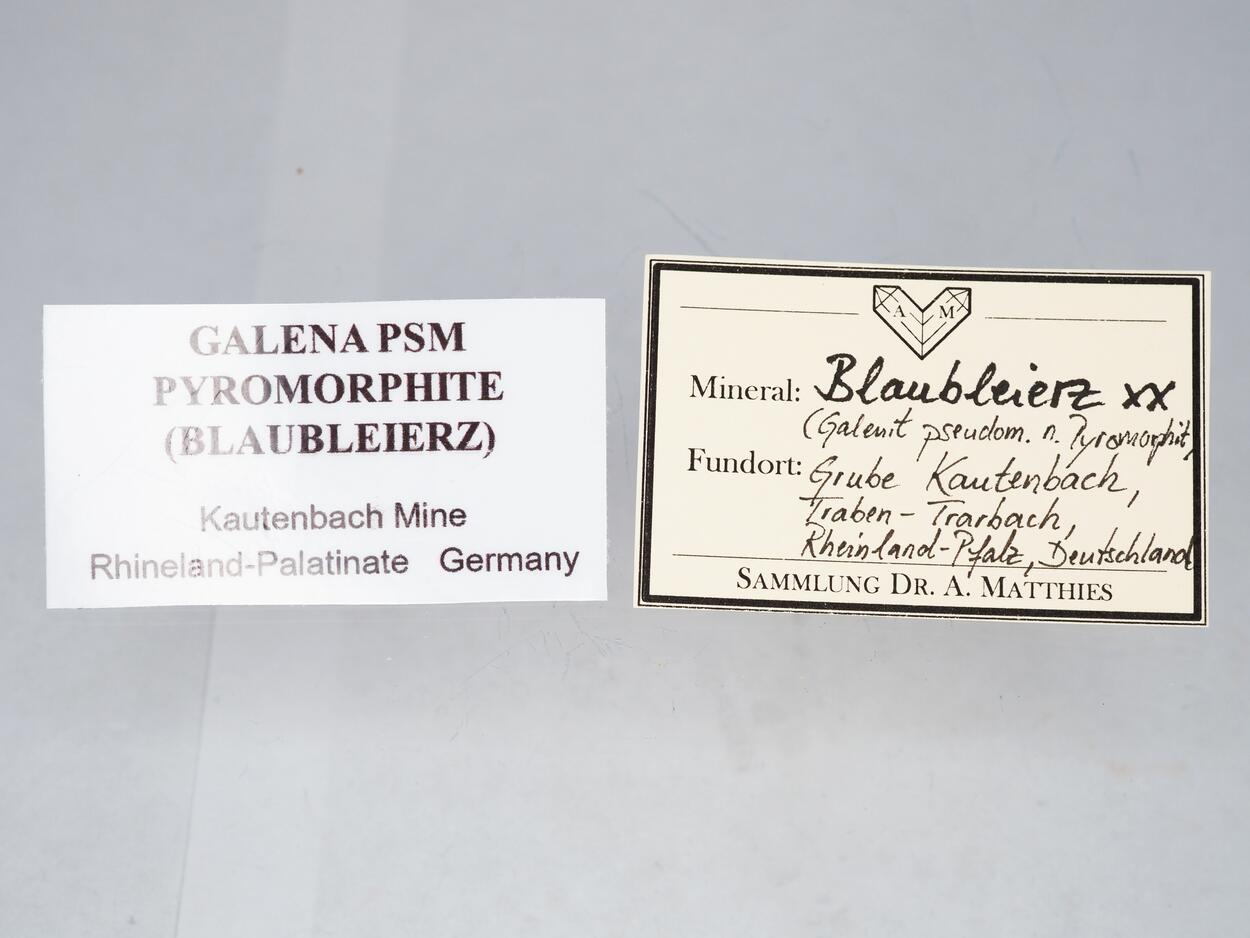 GALENA PSM
PYROMORPHITE
(BLAUBLEIERZ)
Kautenbach Mine
Rhineland-Palatinate Germany
A M
Mineral: Blaubleierz xx
(Galenit pseudom. n. Pyromorphit)
Fundort: Grube Kautenbach,
Traben-Trarbach,
Rheinland-Pfalz, Deutschland
SAMMLUNG DR. A. MATTHIES